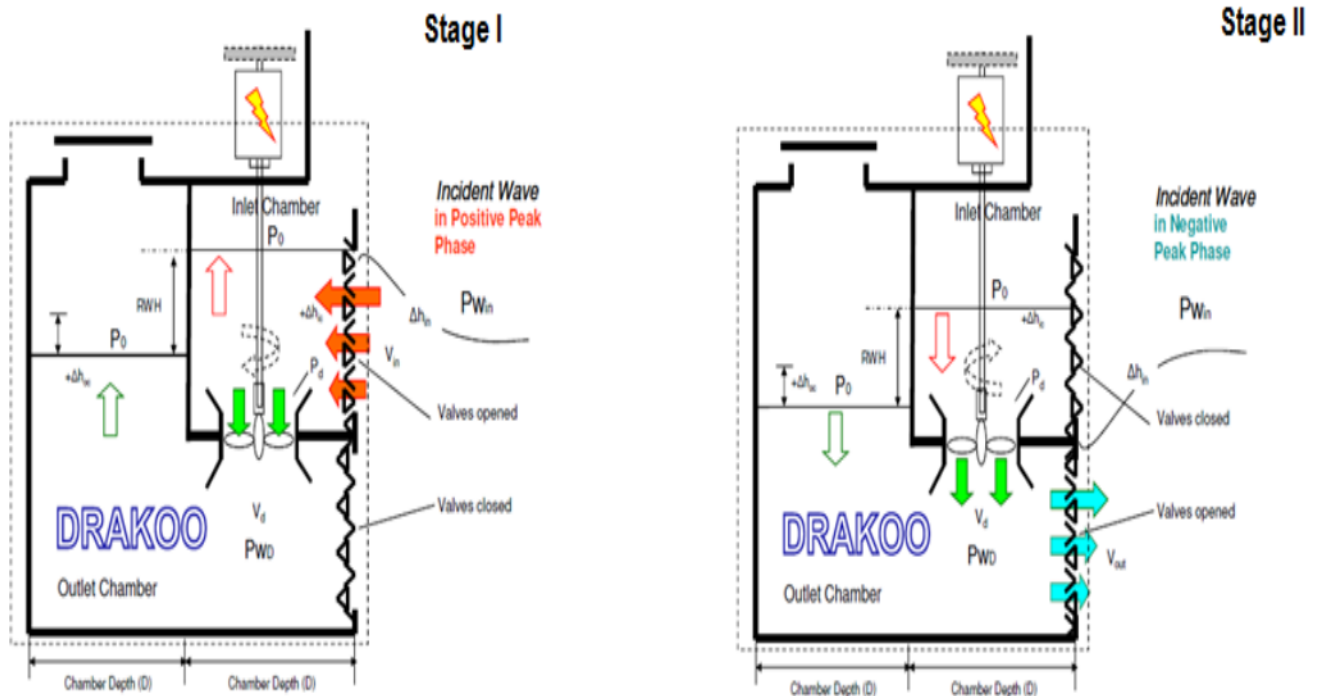 Stage I
Inlet Chamber
P0
RWH
+Δhin
P0
+Δhout
Pd
Incident Wave
in Positive Peak
Phase
PWin
Δhin
Vin
Valves opened
Valves closed
Vd
PWD
DRAKOO
Outlet Chamber
Chamber Depth (D)
Chamber Depth (D)
Stage II
Inlet Chamber
P0
+Δhin
RWH
P0
Pd
Incident Wave
in Negative
Peak Phase
PWin
Δhin
Valves closed
Valves opened
Vout
Vd
PWD
DRAKOO
Outlet Chamber
Chamber Depth (D)
Chamber Depth (D)